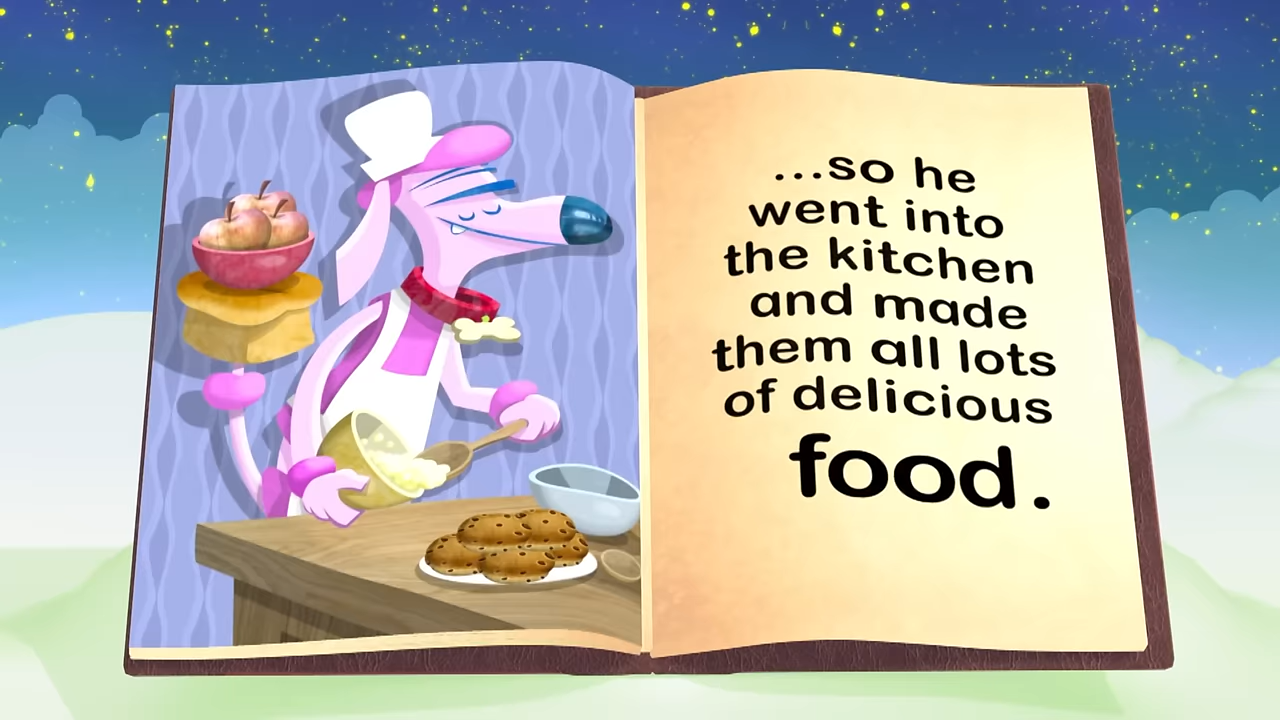 ...so he
went into
the kitchen
and made
them all lots
of delicious
food.